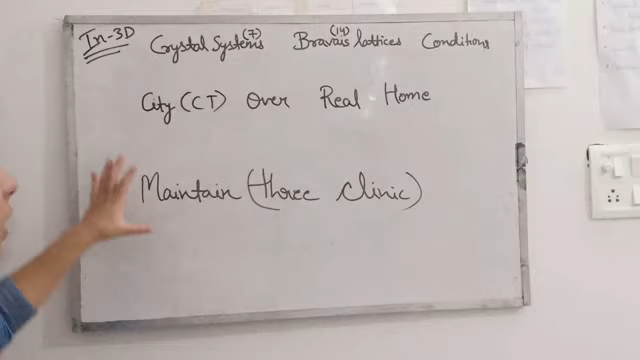 In-3D Crystal Systems (7) Bravais lattices (14) Conditions
City (CT) Over Real Home
Maintain (three clinic)